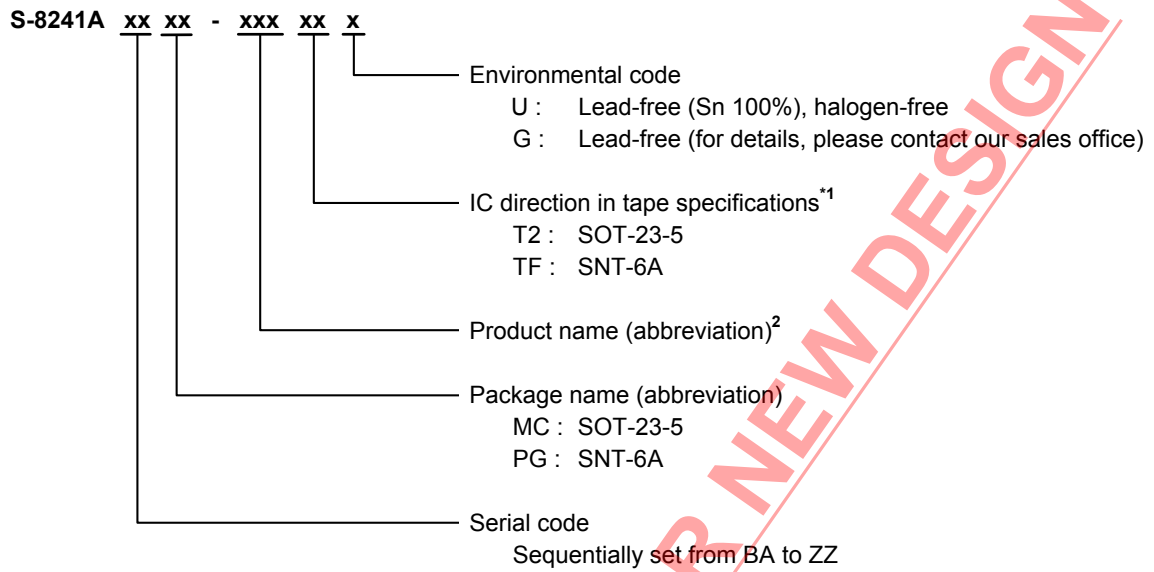 S-8241A xx xx - xxx xx x
Environmental code
U : Lead-free (Sn 100%), halogen-free
G : Lead-free (for details, please contact our sales office)
IC direction in tape specifications*1
T2 : SOT-23-5
TF : SNT-6A
Product name (abbreviation)2
Package name (abbreviation)
MC : SOT-23-5
PG : SNT-6A
Serial code
Sequentially set from BA to ZZ
R NEW DESIGN